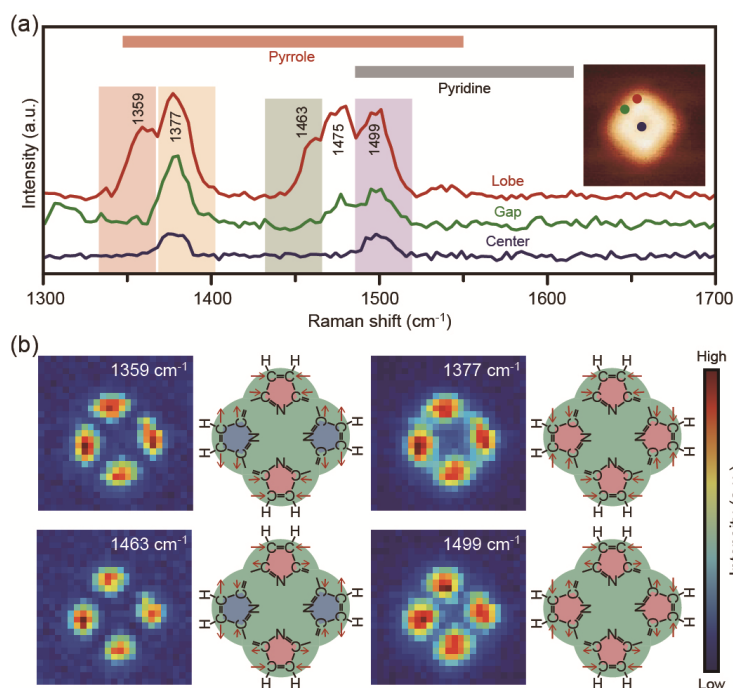 (a)
Pyrrole
Pyridine
1359
1377
1463
1475
1499
Lobe
Gap
Center
Intensity (a.u.)
1300 1400 1500 1600 1700
Raman shift (cm⁻¹)
(b)
1359 cm⁻¹
H H
C=C
C C
N
H C C N N C C H
H C C C C H
N
C C
C=C
H H
1377 cm⁻¹
H H
C=C
C C
N
H C C N N C C H
H C C C C H
N
C C
C=C
H H
High
1463 cm⁻¹
H H
C=C
C C
N
H C C N N C C H
H C C C C H
N
C C
C=C
H H
1499 cm⁻¹
H H
C=C
C C
N
H C C N N C C H
H C C C C H
N
C C
C=C
H H
Low